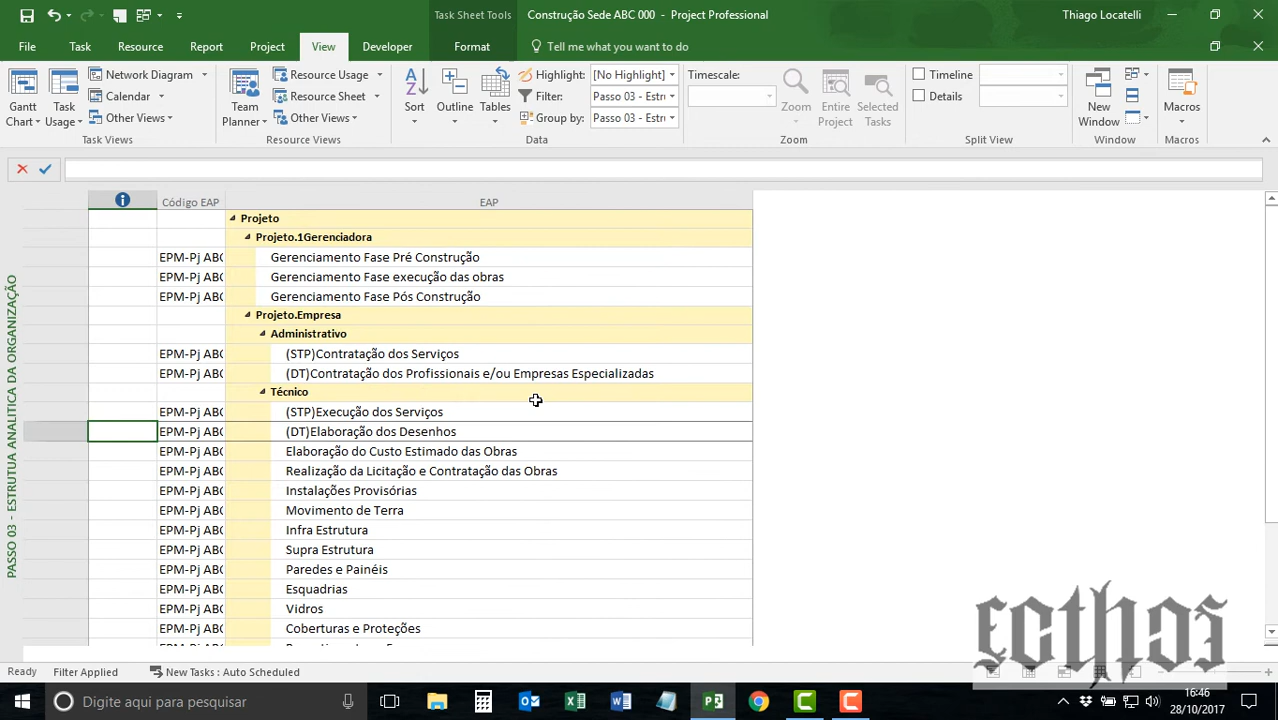 Task Sheet Tools
Construção Sede ABC 000 - Project Professional
Thiago Locatelli
File Task Resource Report Project View Developer Format Tell me what you want to do
Gantt Chart
Task Usage
Network Diagram
Calendar
Other Views
Task Views
Team Planner
Resource Usage
Resource Sheet
Other Views
Resource Views
Sort
Outline
Tables
Highlight: [No Highlight]
Filter: Passo 03 - Estr
Group by: Passo 03 - Estr
Data
Timescale:
Zoom
Entire Project
Selected Tasks
Zoom
Timeline
Details
Split View
New Window
Window
Macros
Macros
Código EAP EAP
Projeto
Projeto.1Gerenciadora
EPM-Pj ABC Gerenciamento Fase Pré Construção
EPM-Pj ABC Gerenciamento Fase execução das obras
EPM-Pj ABC Gerenciamento Fase Pós Construção
Projeto.Empresa
Administrativo
EPM-Pj ABC (STP)Contratação dos Serviços
EPM-Pj ABC (DT)Contratação dos Profissionais e/ou Empresas Especializadas
Técnico
EPM-Pj ABC (STP)Execução dos Serviços
EPM-Pj ABC (DT)Elaboração dos Desenhos
EPM-Pj ABC Elaboração do Custo Estimado das Obras
EPM-Pj ABC Realização da Licitação e Contratação das Obras
EPM-Pj ABC Instalações Provisórias
EPM-Pj ABC Movimento de Terra
EPM-Pj ABC Infra Estrutura
EPM-Pj ABC Supra Estrutura
EPM-Pj ABC Paredes e Painéis
EPM-Pj ABC Esquadrias
EPM-Pj ABC Vidros
EPM-Pj ABC Coberturas e Proteções
PASSO 03 - ESTRUTUA ANALITICA DA ORGANIZAÇÃO
Ready Filter Applied New Tasks : Auto Scheduled
Digite aqui para pesquisar
16:46
28/10/2017